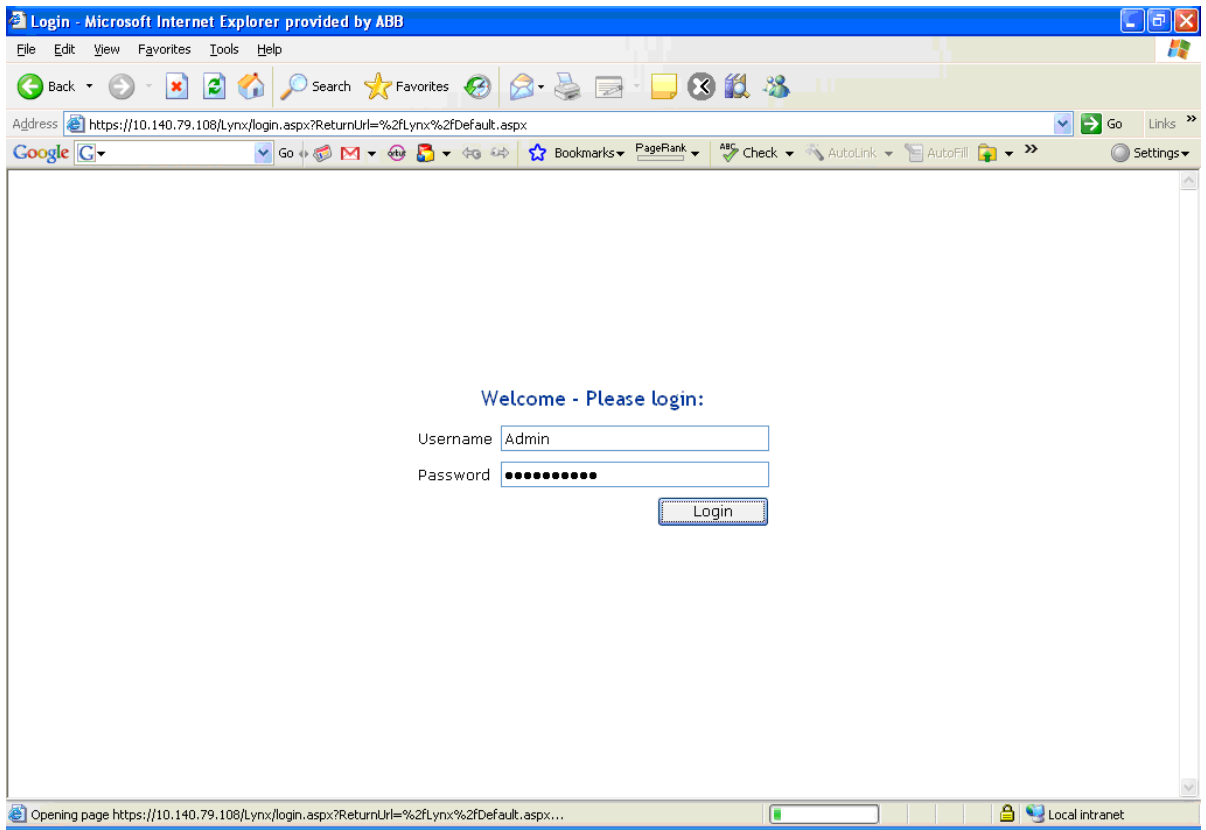 Login - Microsoft Internet Explorer provided by ABB
File Edit View Favorites Tools Help
Back Search Favorites
Address https://10.140.79.108/Lynx/login.aspx?ReturnUrl=%2fLynx%2fDefault.aspx Go Links »
Google G Go Bookmarks PageRank ABC Check AutoLink AutoFill » Settings
Welcome - Please login:
Username Admin
Password ●●●●●●●●●●
Login
Opening page https://10.140.79.108/Lynx/login.aspx?ReturnUrl=%2fLynx%2fDefault.aspx... Local intranet